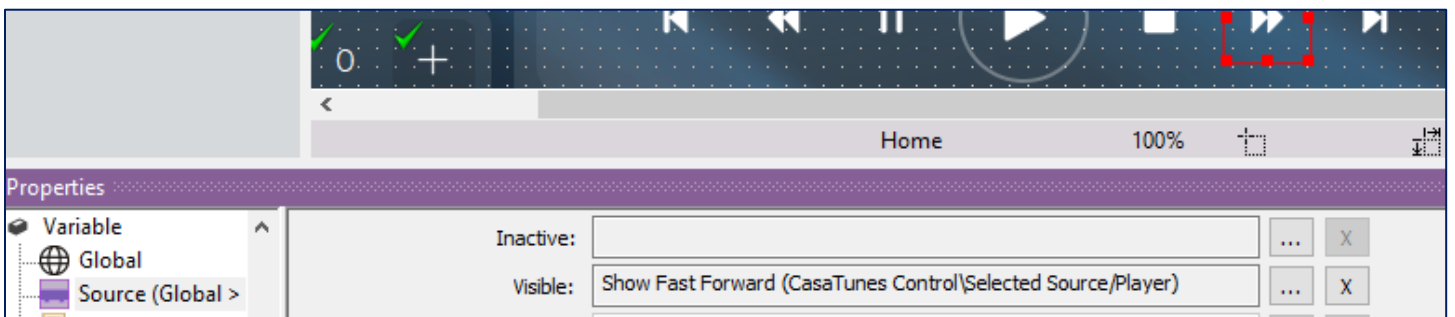 0 +
<
Home 100%
Properties
Variable
Global
Source (Global >
Inactive: ... X
Visible: Show Fast Forward (CasaTunes Control\Selected Source/Player) ... X